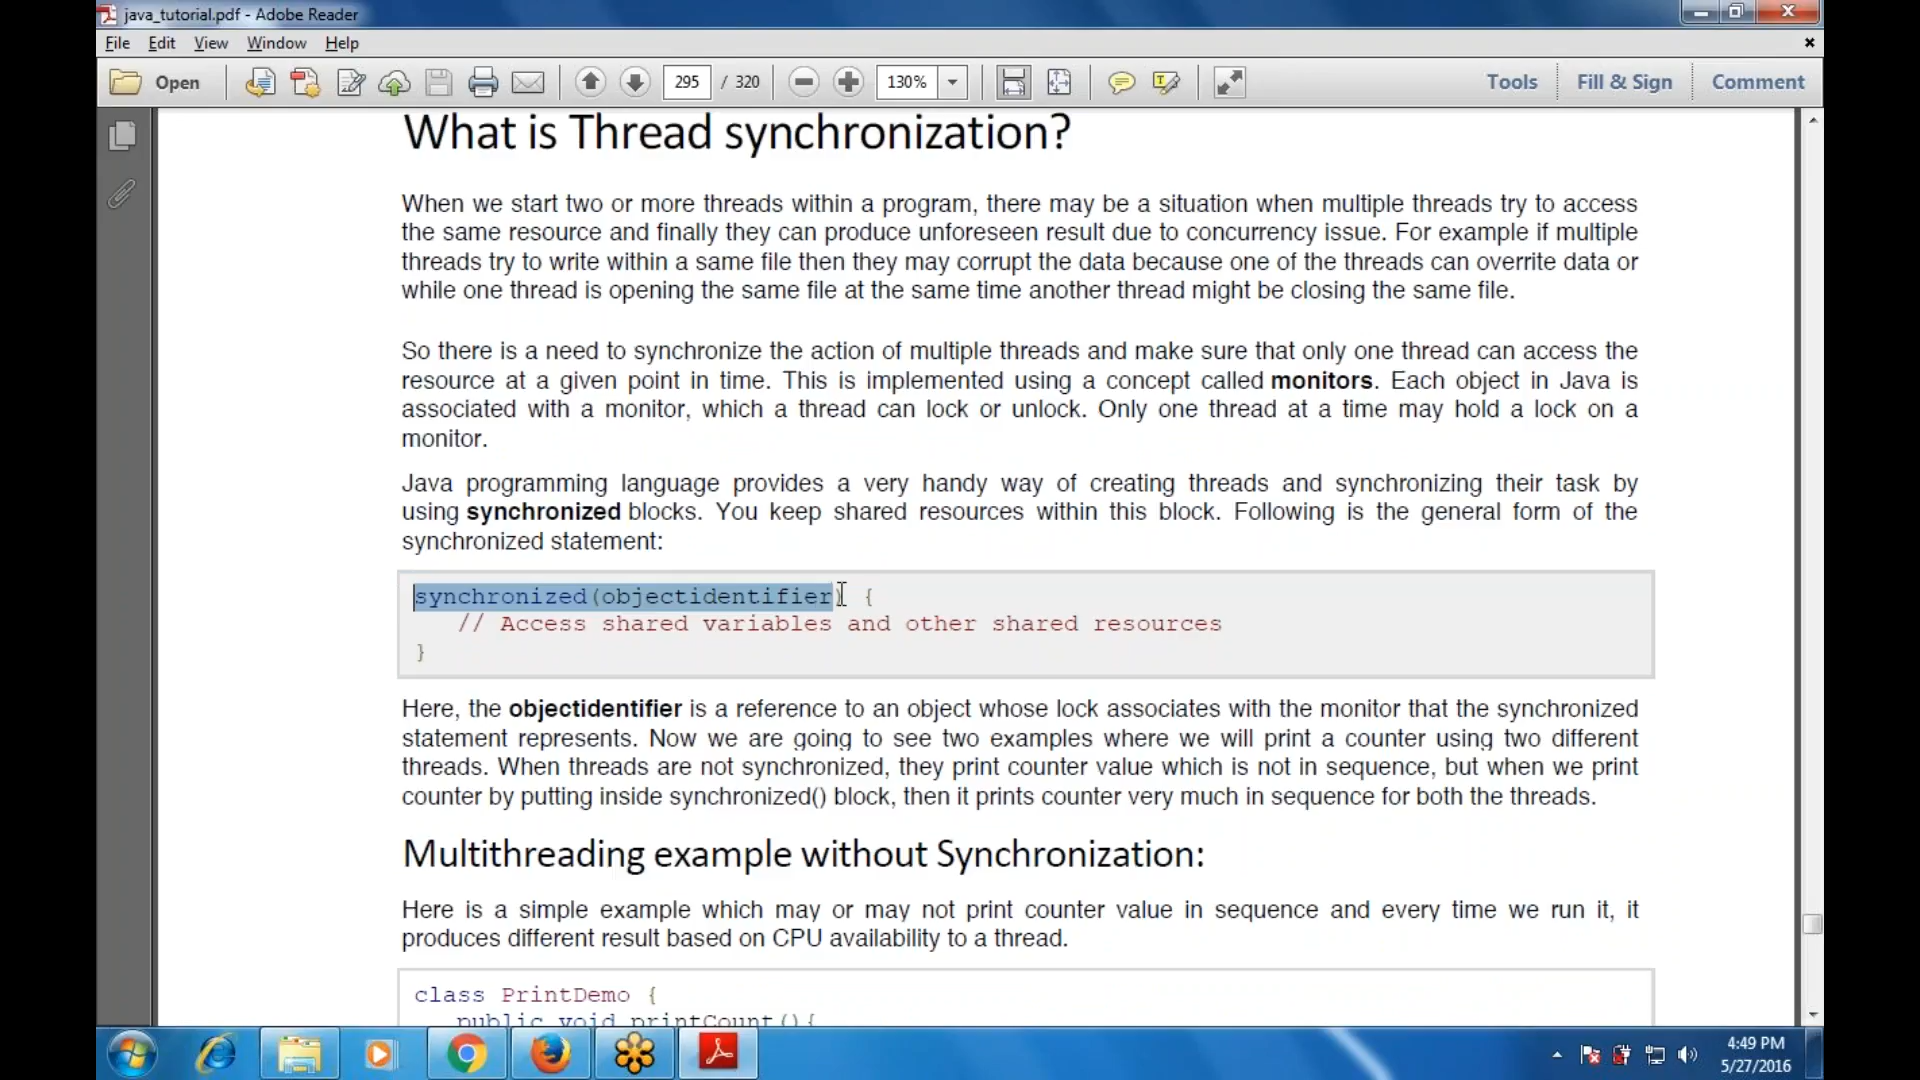 java_tutorial.pdf - Adobe Reader
File Edit View Window Help
Open 295 / 320 130% Tools Fill & Sign Comment
What is Thread synchronization?
When we start two or more threads within a program, there may be a situation when multiple threads try to access
the same resource and finally they can produce unforeseen result due to concurrency issue. For example if multiple
threads try to write within a same file then they may corrupt the data because one of the threads can overrite data or
while one thread is opening the same file at the same time another thread might be closing the same file.
So there is a need to synchronize the action of multiple threads and make sure that only one thread can access the
resource at a given point in time. This is implemented using a concept called monitors. Each object in Java is
associated with a monitor, which a thread can lock or unlock. Only one thread at a time may hold a lock on a
monitor.
Java programming language provides a very handy way of creating threads and synchronizing their task by
using synchronized blocks. You keep shared resources within this block. Following is the general form of the
synchronized statement:
synchronized(objectidentifier) {
// Access shared variables and other shared resources
}
Here, the objectidentifier is a reference to an object whose lock associates with the monitor that the synchronized
statement represents. Now we are going to see two examples where we will print a counter using two different
threads. When threads are not synchronized, they print counter value which is not in sequence, but when we print
counter by putting inside synchronized() block, then it prints counter very much in sequence for both the threads.
Multithreading example without Synchronization:
Here is a simple example which may or may not print counter value in sequence and every time we run it, it
produces different result based on CPU availability to a thread.
class PrintDemo {
public void printCount(){
4:49 PM
5/27/2016